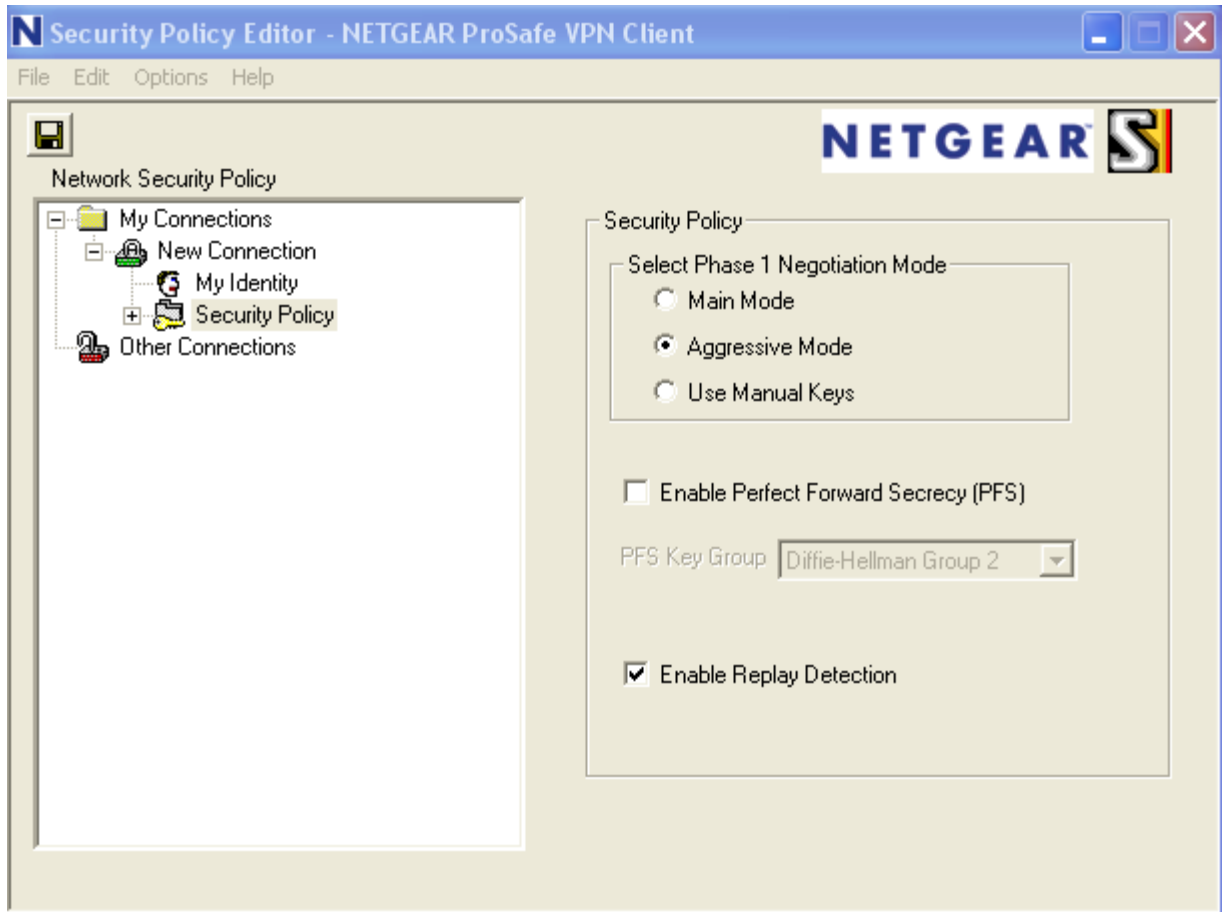 Security Policy Editor - NETGEAR ProSafe VPN Client
File Edit Options Help
NETGEAR S
Network Security Policy
My Connections
New Connection
My Identity
Security Policy
Other Connections
Security Policy
Select Phase 1 Negotiation Mode
Main Mode
Aggressive Mode
Use Manual Keys
Enable Perfect Forward Secrecy (PFS)
PFS Key Group Diffie-Hellman Group 2
Enable Replay Detection